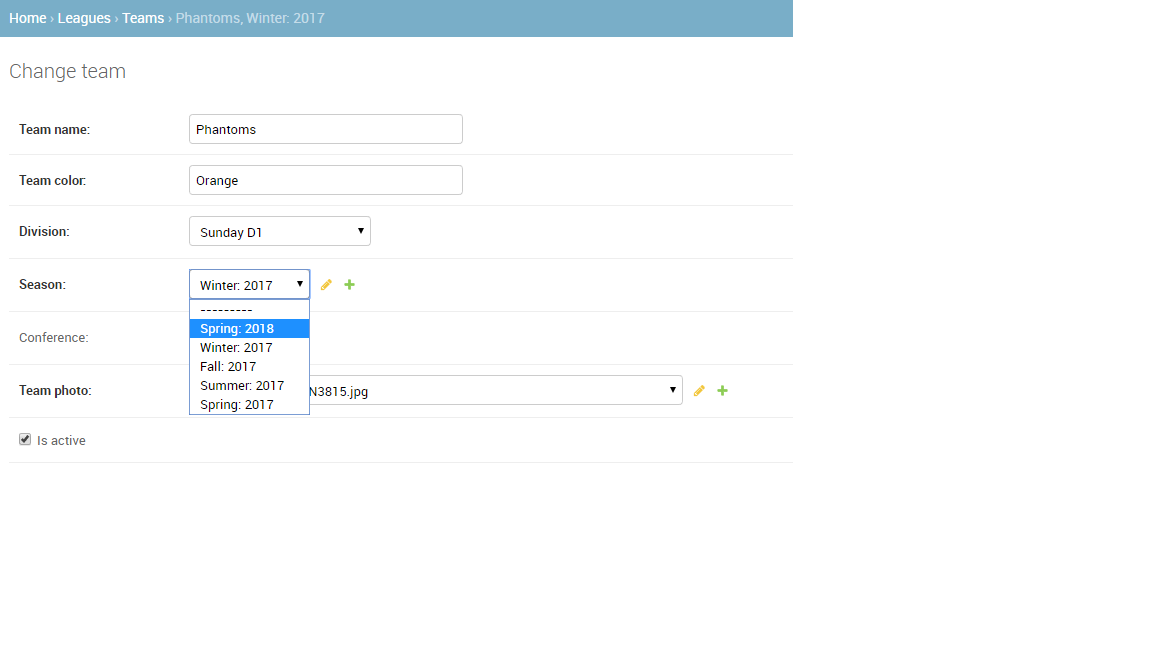 Home › Leagues › Teams › Phantoms, Winter: 2017
Change team
Team name: Phantoms
Team color: Orange
Division: Sunday D1
Season: Winter: 2017
---------
Spring: 2018
Winter: 2017
Fall: 2017
Summer: 2017
Spring: 2017
Conference:
Team photo: N3815.jpg
Is active